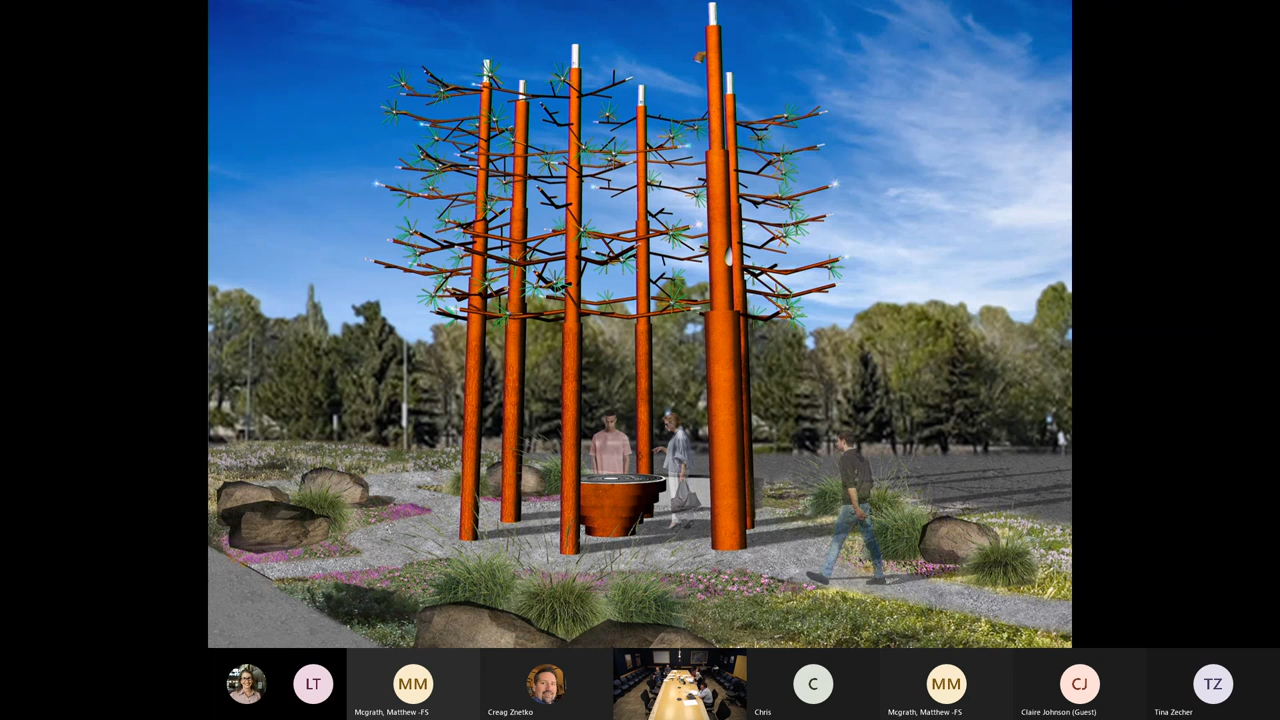 LT
MM
Mcgrath, Matthew -FS
Creag Znetko
C
Chris
MM
Mcgrath, Matthew -FS
CJ
Claire Johnson (Guest)
TZ
Tina Zecher